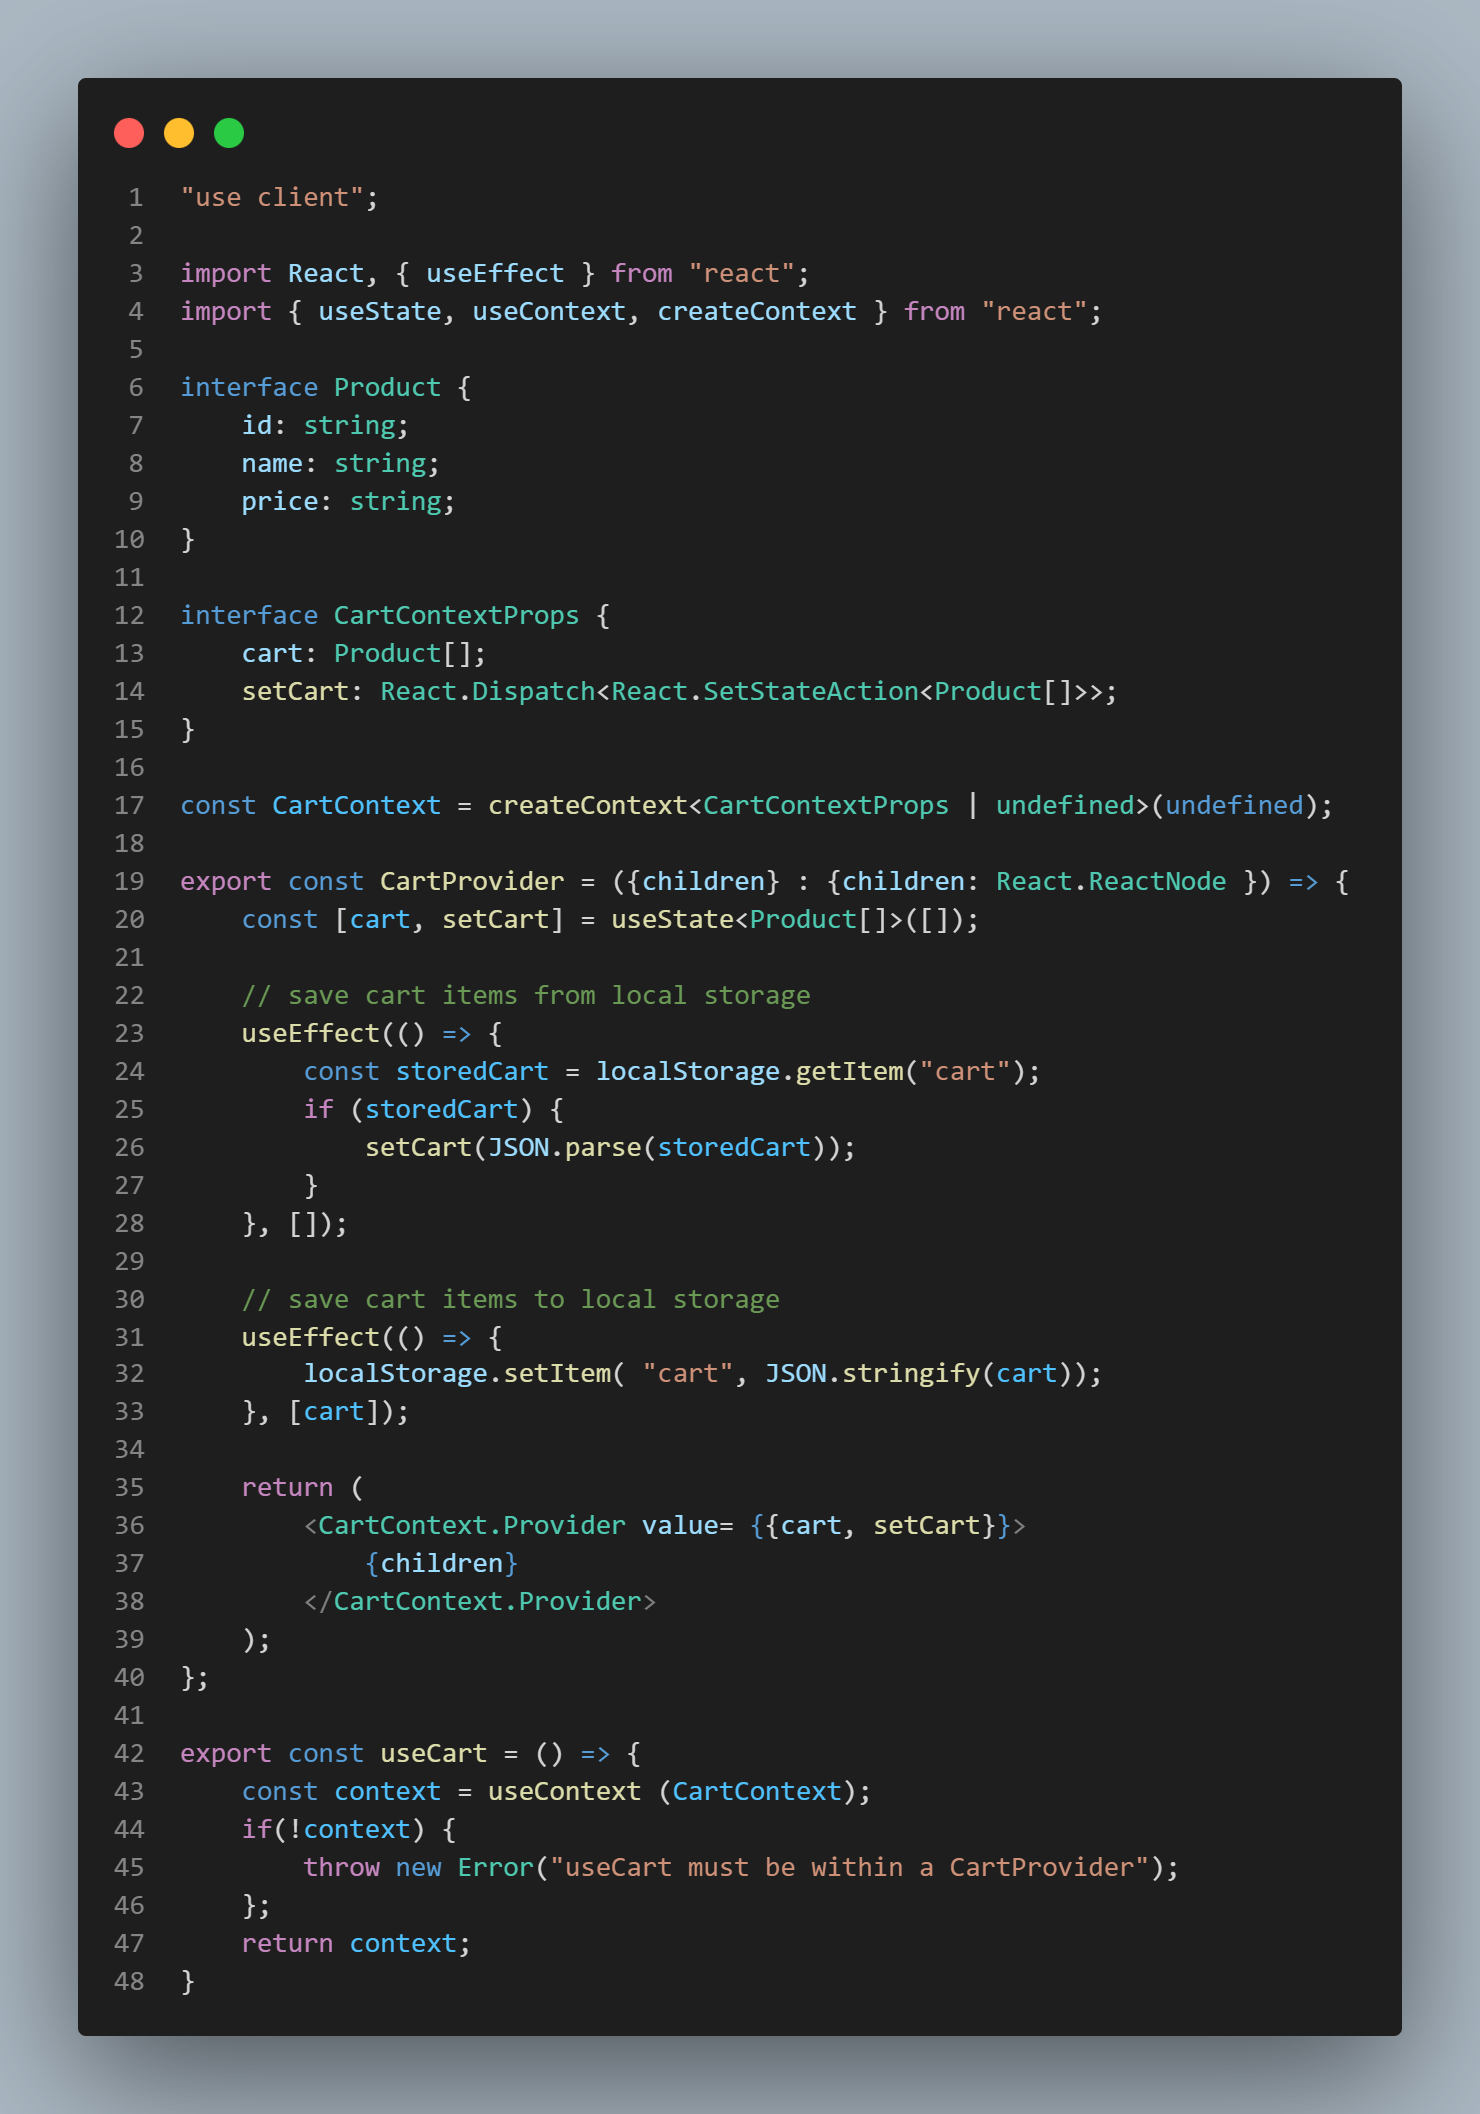 1 "use client";
2
3 import React, { useEffect } from "react";
4 import { useState, useContext, createContext } from "react";
5
6 interface Product {
7     id: string;
8     name: string;
9     price: string;
10 }
11
12 interface CartContextProps {
13     cart: Product[];
14     setCart: React.Dispatch<React.SetStateAction<Product[]>>;
15 }
16
17 const CartContext = createContext<CartContextProps | undefined>(undefined);
18
19 export const CartProvider = ({children} : {children: React.ReactNode }) => {
20     const [cart, setCart] = useState<Product[]>([]);
21
22     // save cart items from local storage
23     useEffect(() => {
24         const storedCart = localStorage.getItem("cart");
25         if (storedCart) {
26             setCart(JSON.parse(storedCart));
27         }
28     }, []);
29
30     // save cart items to local storage
31     useEffect(() => {
32         localStorage.setItem( "cart", JSON.stringify(cart));
33     }, [cart]);
34
35     return (
36         <CartContext.Provider value= {{cart, setCart}}>
37             {children}
38         </CartContext.Provider>
39     );
40 };
41
42 export const useCart = () => {
43     const context = useContext (CartContext);
44     if(!context) {
45         throw new Error("useCart must be within a CartProvider");
46     };
47     return context;
48 }